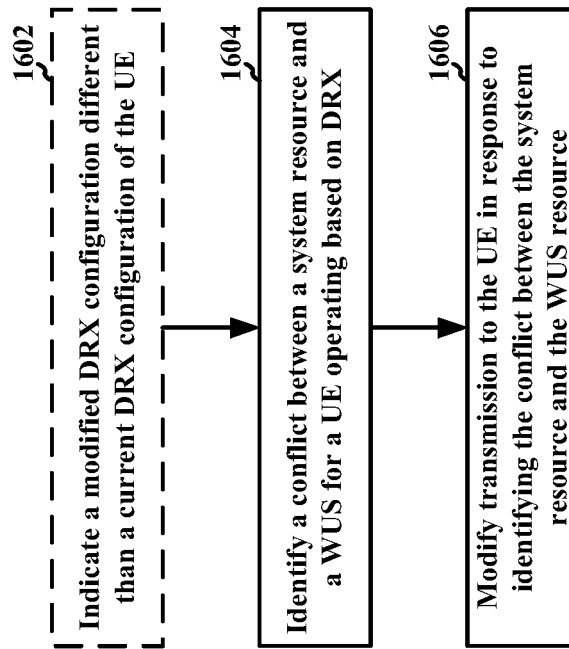 1602
Indicate a modified DRX configuration different
than a current DRX configuration of the UE
1604
Identify a conflict between a system resource and
a WUS for a UE operating based on DRX
1606
Modify transmission to the UE in response to
identifying the conflict between the system
resource and the WUS resource